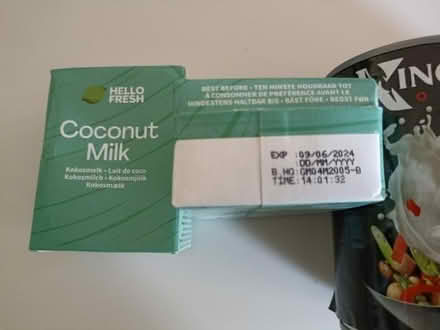 HELLO
FRESH
Coconut
Milk
Kokosmelk • Lait de coco
Kokosmilch • Kokosmjölk
Kokosmælk
BEST BEFORE • TEN MINSTE HOUDBAAR TOT
À CONSOMMER DE PRÉFÉRENCE AVANT LE
MINDESTENS HALTBAR BIS • BÄST FÖRE • BEDST FØR
EXP :09/06/2024
:DD/MM/YYYY
B.NO:GM04M2005-B
TIME:14:01:32